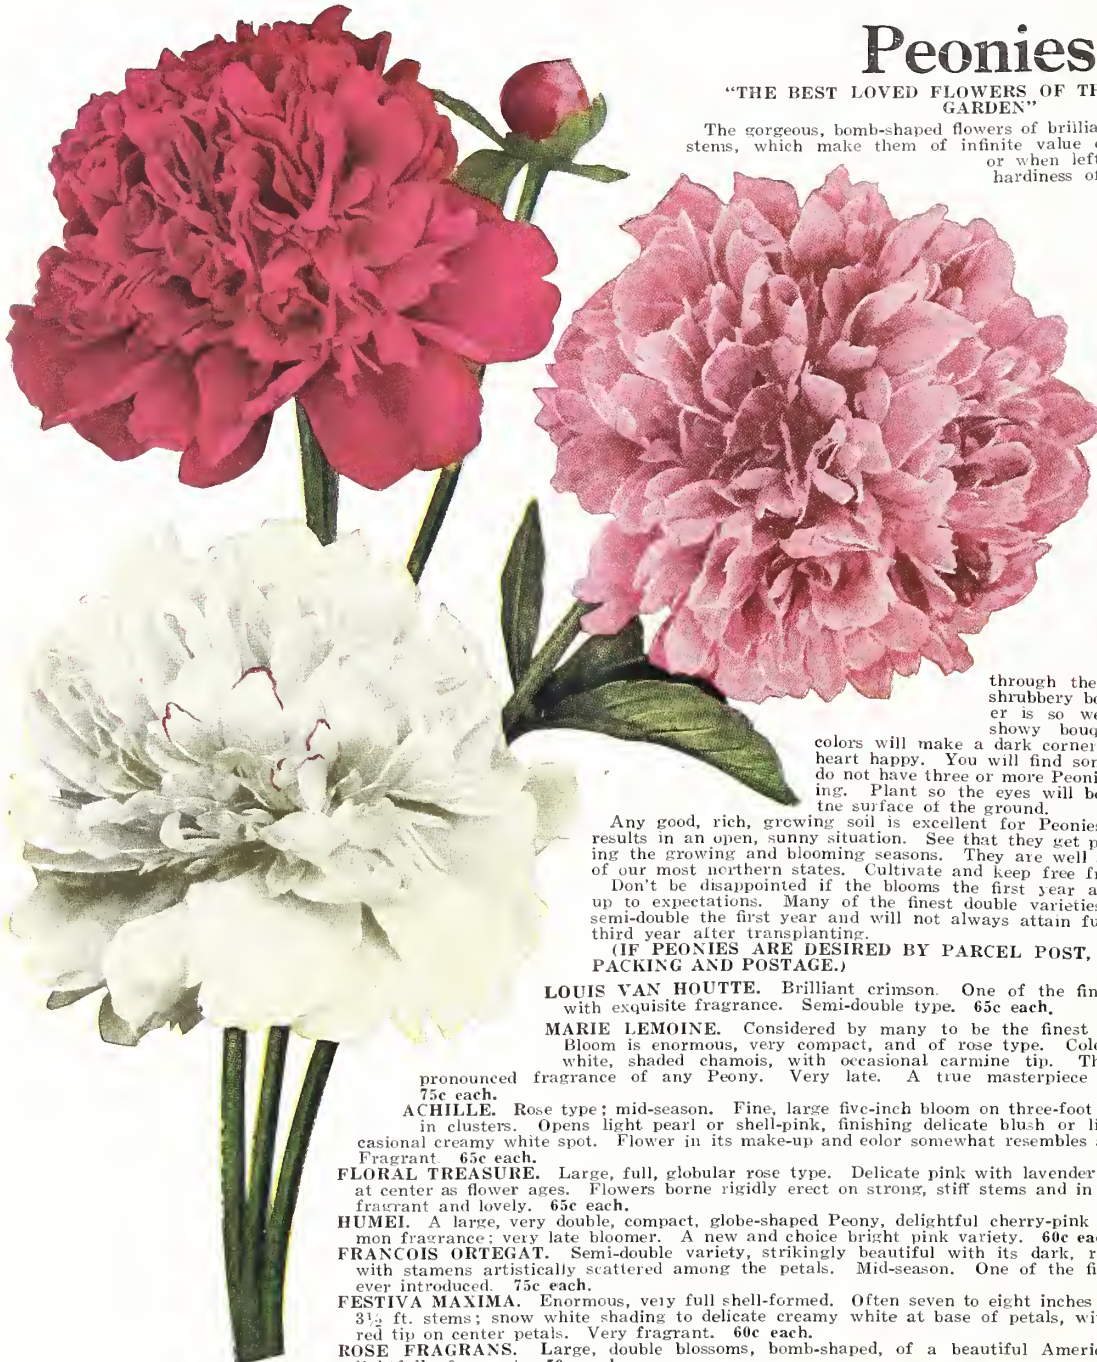 Peonies
“THE BEST LOVED FLOWERS OF TH
GARDEN”
The gorgeous, bomb-shaped flowers of brillia
stems, which make them of infinite value
or when left
hardiness of
through the
shrubbery bo
er is so we
showy bouq
colors will make a dark corner
heart happy. You will find som
do not have three or more Peoni
ing. Plant so the eyes will be
tne surface of the ground.
Any good, rich, grcwing soil is excellent for Peonies
results in an open, sunny situation. See that they get p
ing the growing and blooming seasons. They are well
of our most northern states. Cultivate and keep free fr
Don't be disappointed if the blooms the first year a
up to expectations. Many of the finest double varieties
semi-double the first year and will not always attain fu
third year after transplanting.
(IF PEONIES ARE DESIRED BY PARCEL POST,
PACKING AND POSTAGE.)
LOUIS VAN HOUTTE. Brilliant crimson. One of the fin
with exquisite fragrance. Semi-double type. 65c each.
MARIE LEMOINE. Considered by many to be the finest
Bloom is enormous, very compact, and of rose type. Colo
white, shaded chamois, with occasional carmine tip. Th
pronounced fragrance of any Peony. Very late. A true masterpiece
75c each.
ACHILLE. Rose type; mid-season. Fine, large five-inch bloom on three-foot
in clusters. Opens light pearl or shell-pink, finishing delicate blush or li
casional creamy white spot. Flower in its make-up and color somewhat resembles
Fragrant. 65c each.
FLORAL TREASURE. Large, full, globular rose type. Delicate pink with lavender
at center as flower ages. Flowers borne rigidly erect on strong, stiff stems and in
fragrant and lovely. 65c each.
HUMEI. A large, very double, compact, globe-shaped Peony, delightful cherry-pink
mon fragrance; very late bloomer. A new and choice bright pink variety. 60c eac
FRANCOIS ORTEGAT. Semi-double variety, strikingly beautiful with its dark, r
with stamens artistically scattered among the petals. Mid-season. One of the fi
ever introduced. 75c each.
FESTIVA MAXIMA. Enormous, very full shell-formed. Often seven to eight inches
3½ ft. stems; snow white shading to delicate creamy white at base of petals, wi
red tip on center petals. Very fragrant. 60c each.
ROSE FRAGRANS. Large, double blossoms, bomb-shaped, of a beautiful Americ